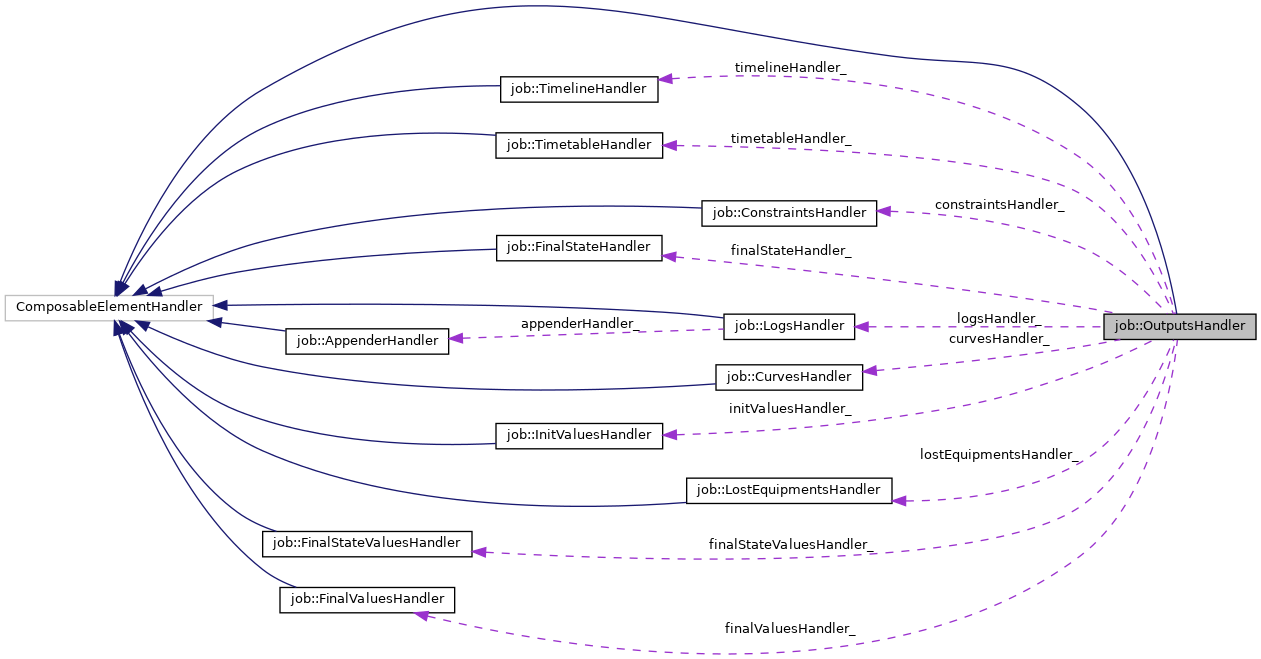 timelineHandler_
job::TimelineHandler
timetableHandler_
job::TimetableHandler
constraintsHandler_
job::ConstraintsHandler
finalStateHandler_
job::FinalStateHandler
ComposableElementHandler
logsHandler_
job::LogsHandler
job::OutputsHandler
appenderHandler_
job::AppenderHandler
curvesHandler_
job::CurvesHandler
initValuesHandler_
job::InitValuesHandler
lostEquipmentsHandler_
job::LostEquipmentsHandler
finalStateValuesHandler_
job::FinalStateValuesHandler
job::FinalValuesHandler
finalValuesHandler_